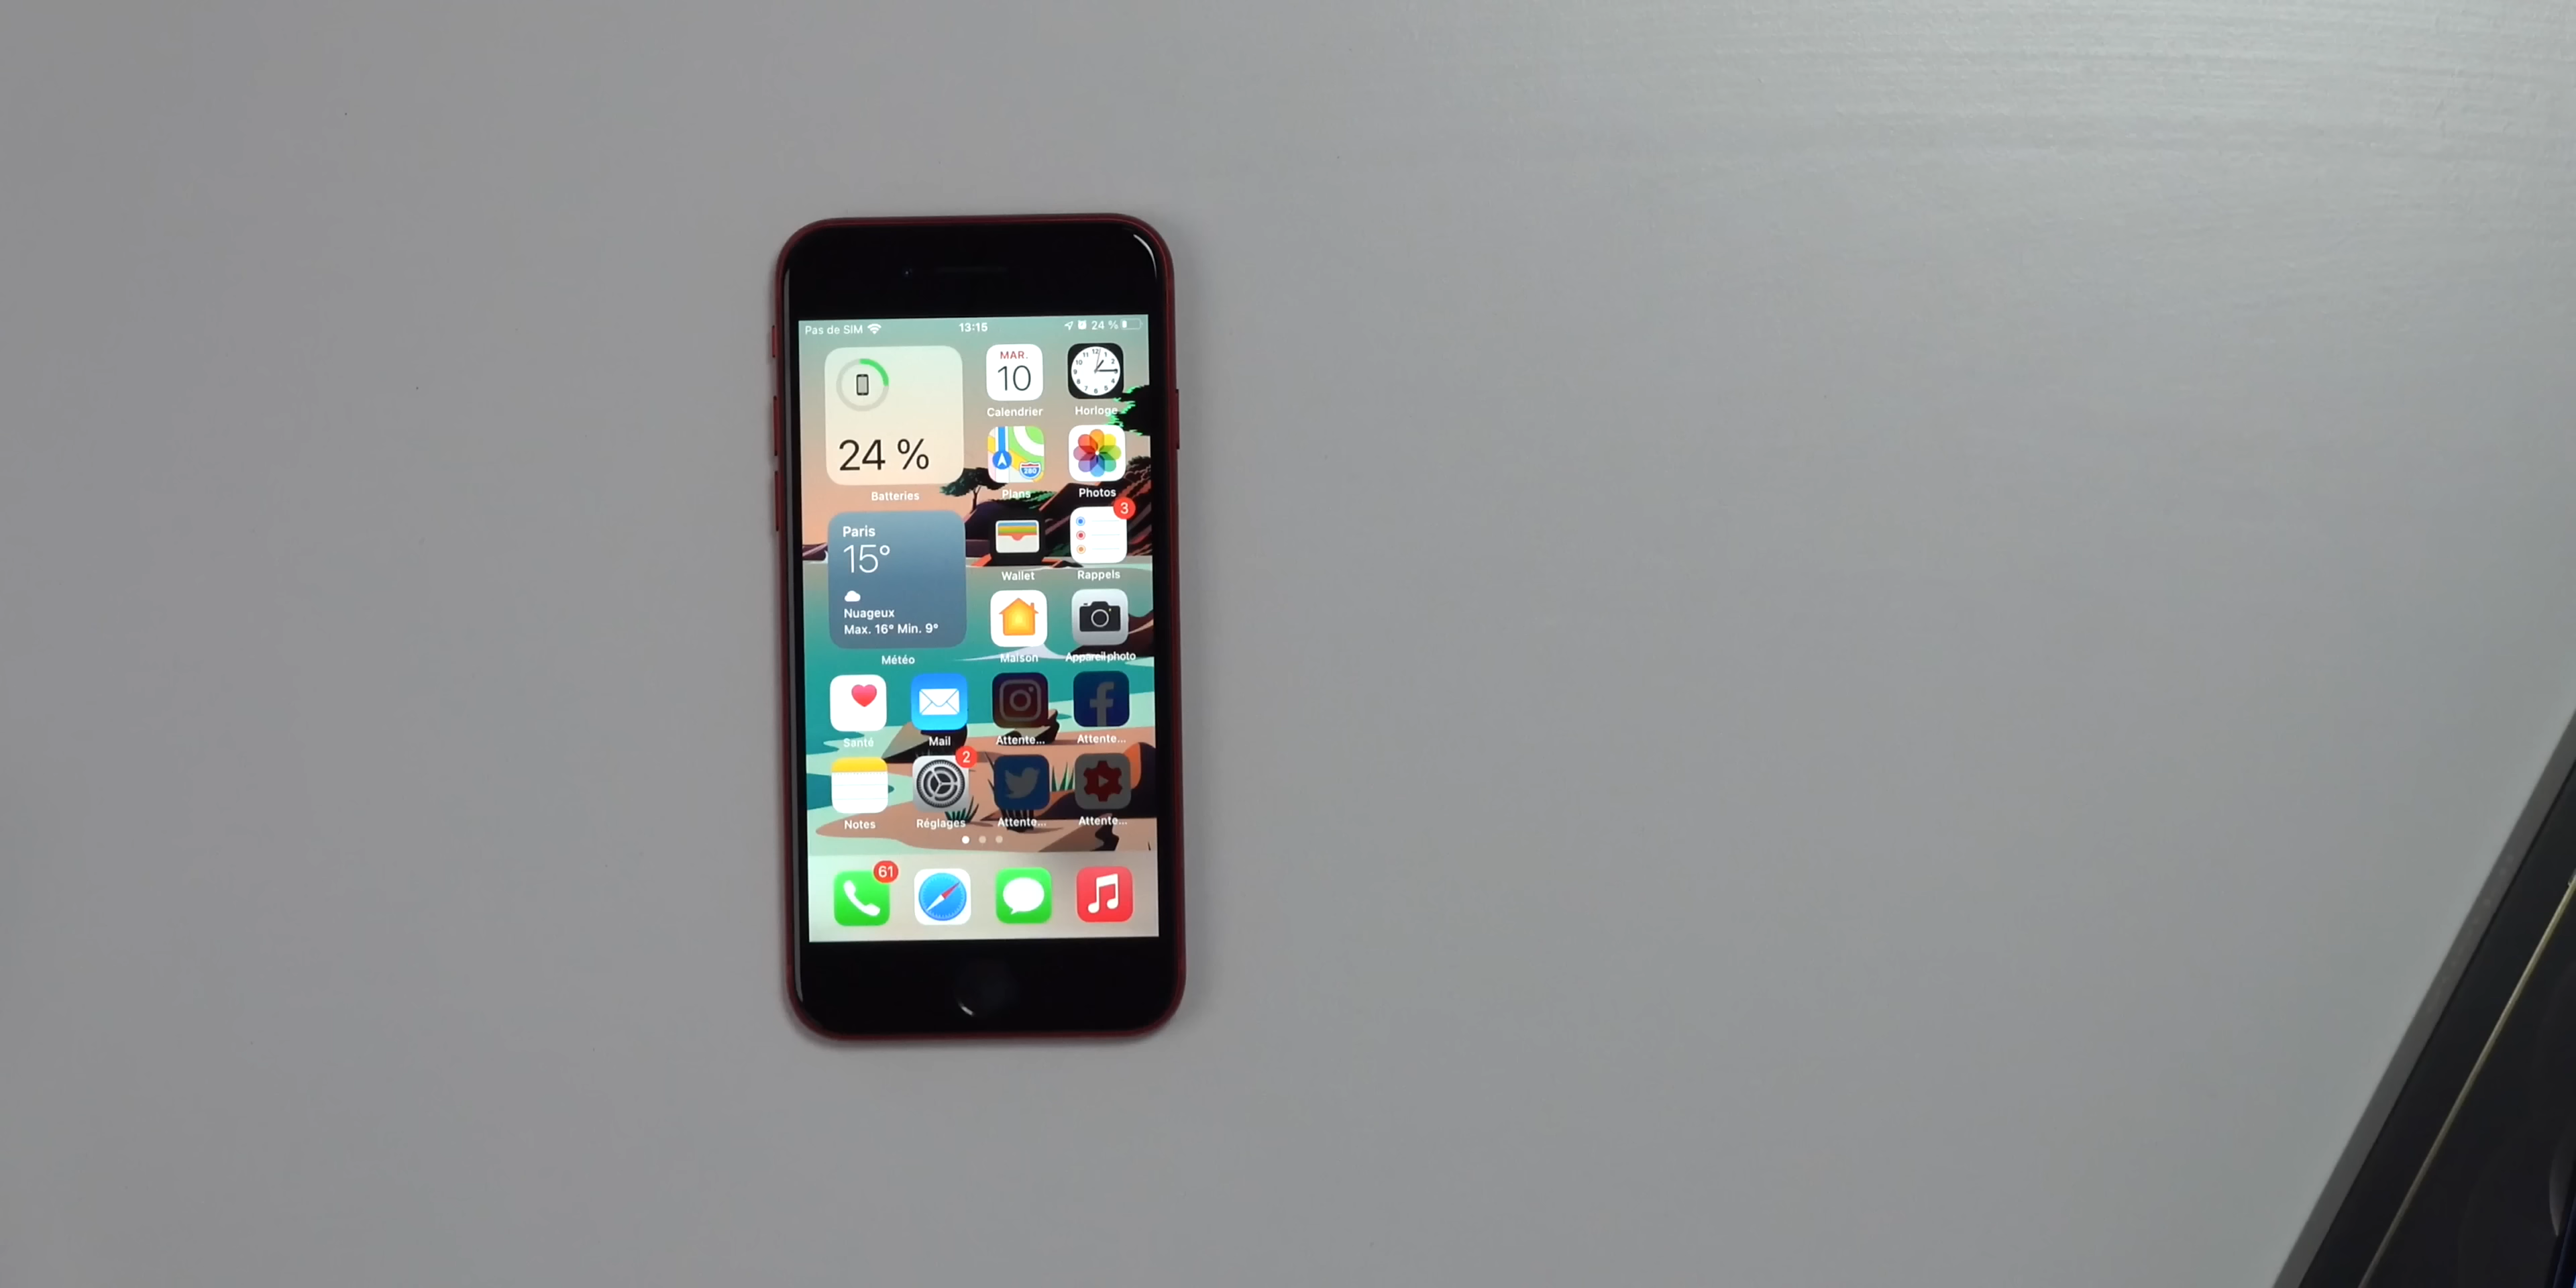 Pas de SIM 13:15 24 %
24 %
Batteries
MAR.
10
Calendrier
Horloge
280
Plans
Photos
Paris
15°
Nuageux
Max. 16° Min. 9°
Météo
Wallet
3
Rappels
Maison
Appareil photo
Santé
Mail
Attente...
Attente...
Notes
2
Réglages
Attente...
Attente...
61